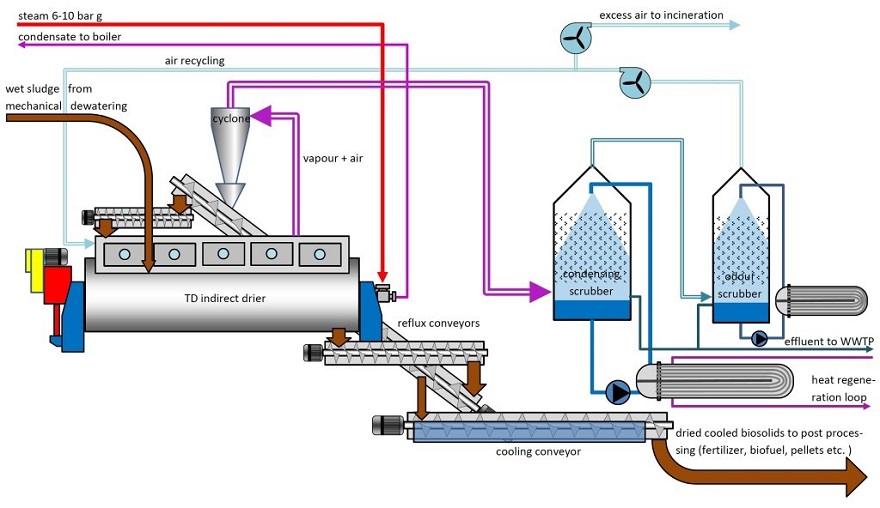 steam 6-10 bar g
condensate to boiler
excess air to incineration
air recycling
wet sludge from
mechanical dewatering
cyclone
vapour + air
TD indirect drier
condensing
scrubber
odour
scrubber
reflux conveyors
effluent to WWTP
heat regene-
ration loop
cooling conveyor
dried cooled biosolids to post proces-
sing (fertilizer, biofuel, pellets etc. )